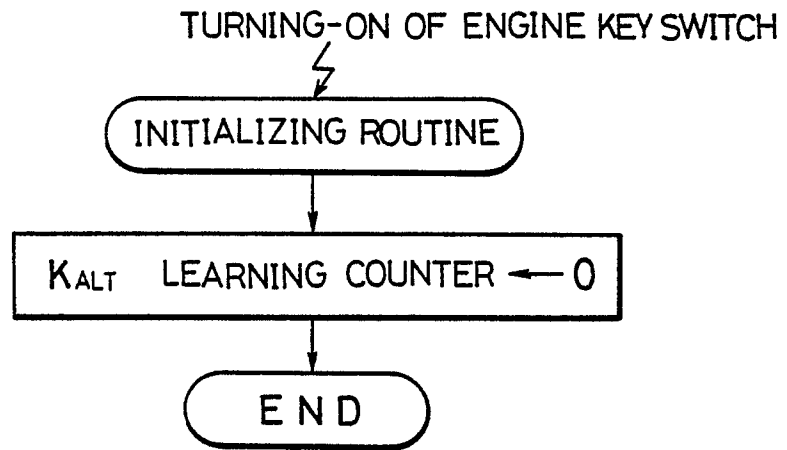 TURNING-ON OF ENGINE KEY SWITCH
INITIALIZING ROUTINE
KALT LEARNING COUNTER ← 0
END